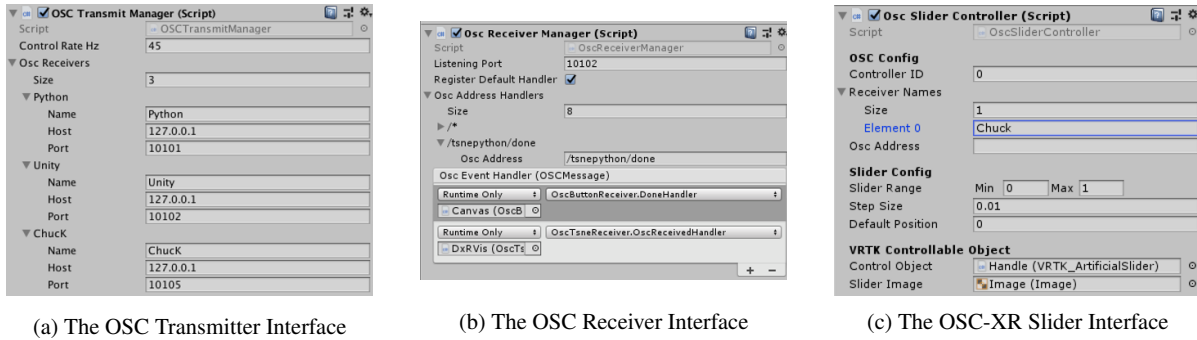 OSC Transmit Manager (Script)
Script OSCTransmitManager
Control Rate Hz 45
Osc Receivers
Size 3
Python
Name Python
Host 127.0.0.1
Port 10101
Unity
Name Unity
Host 127.0.0.1
Port 10102
ChucK
Name ChucK
Host 127.0.0.1
Port 10105
(a) The OSC Transmitter Interface
Osc Receiver Manager (Script)
Script OscReceiverManager
Listening Port 10102
Register Default Handler
Osc Address Handlers
Size 8
/*
/tsnepython/done
Osc Address /tsnepython/done
Osc Event Handler (OSCMessage)
Runtime Only OscButtonReceiver.DoneHandler
Canvas (OscB
Runtime Only OscTsneReceiver.OscReceivedHandler
DxRVis (OscTs
+ −
(b) The OSC Receiver Interface
Osc Slider Controller (Script)
Script OscSliderController
OSC Config
Controller ID 0
Receiver Names
Size 1
Element 0 Chuck
Osc Address
Slider Config
Slider Range Min 0 Max 1
Step Size 0.01
Default Position 0
VRTK Controllable Object
Control Object Handle (VRTK_ArtificialSlider)
Slider Image Image (Image)
(c) The OSC-XR Slider Interface